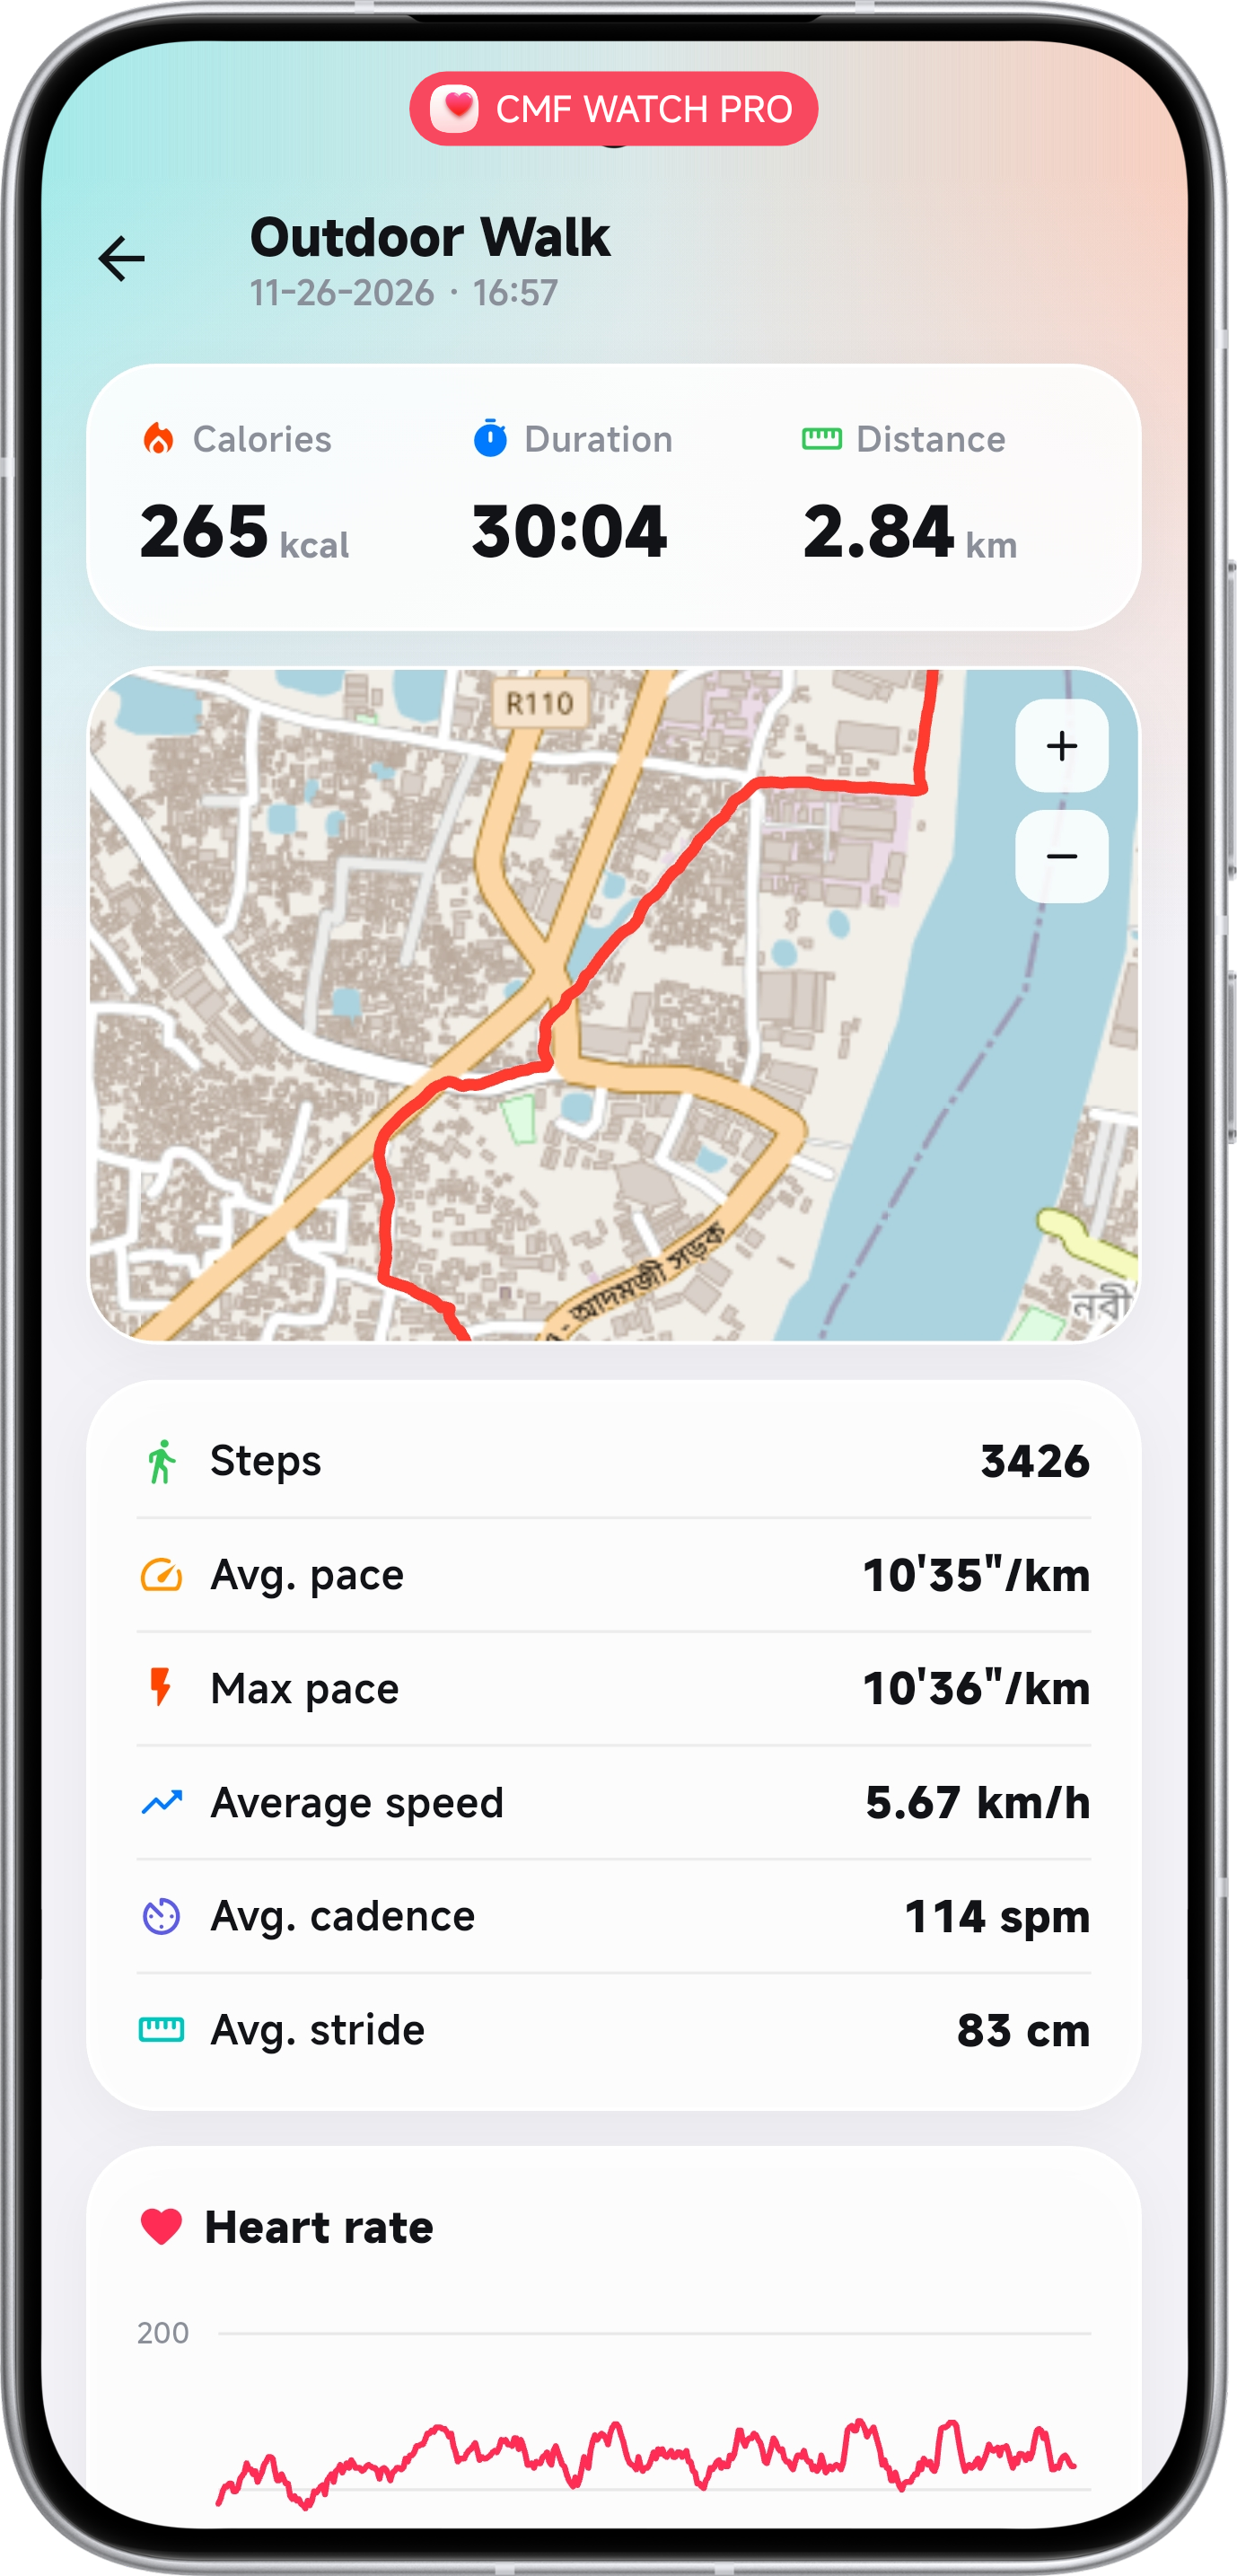 CMF WATCH PRO
Outdoor Walk
11-26-2026 · 16:57
Calories
Duration
Distance
265 kcal
30:04
2.84 km
R110
+
−
আদমজী সড়ক
নবী
Steps
3426
Avg. pace
10'35"/km
Max pace
10'36"/km
Average speed
5.67 km/h
Avg. cadence
114 spm
Avg. stride
83 cm
Heart rate
200